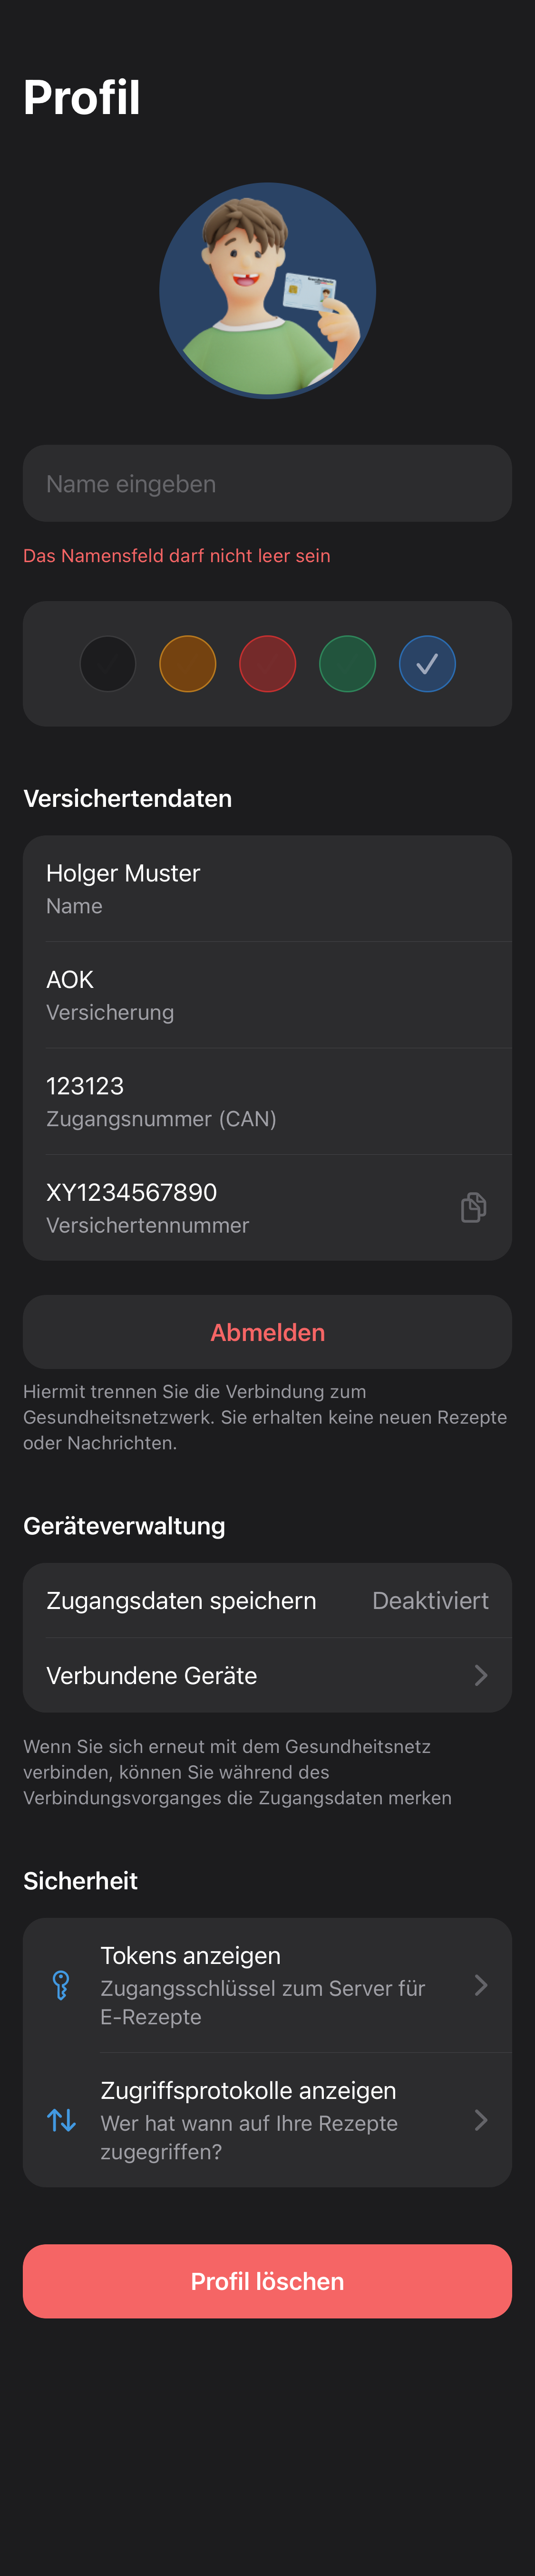 Profil
Name eingeben
Das Namensfeld darf nicht leer sein
Versichertendaten
Holger Muster
Name
AOK
Versicherung
123123
Zugangsnummer (CAN)
XY1234567890
Versichertennummer
Abmelden
Hiermit trennen Sie die Verbindung zum
Gesundheitsnetzwerk. Sie erhalten keine neuen Rezepte
oder Nachrichten.
Geräteverwaltung
Zugangsdaten speichern Deaktiviert
Verbundene Geräte
Wenn Sie sich erneut mit dem Gesundheitsnetz
verbinden, können Sie während des
Verbindungsvorganges die Zugangsdaten merken
Sicherheit
Tokens anzeigen
Zugangsschlüssel zum Server für
E-Rezepte
Zugriffsprotokolle anzeigen
Wer hat wann auf Ihre Rezepte
zugegriffen?
Profil löschen